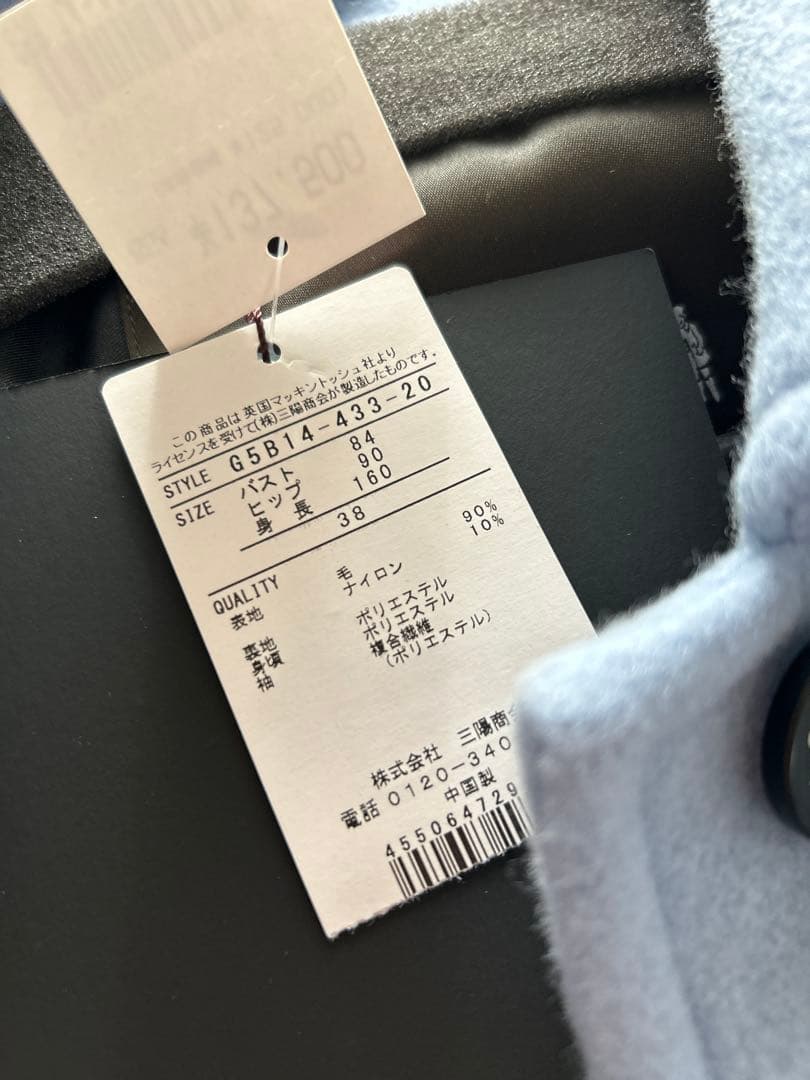 ¥137,500
この商品は英国マッキントッシュ社より
ライセンスを受けて(株)三陽商会が製造したものです。
STYLE G5B14-433-20
SIZE バスト 84
ヒップ 90
身長 160
38
QUALITY
表地 毛 90%
ナイロン 10%
裏地 ポリエステル
身頃 ポリエステル
袖 複合繊維
(ポリエステル)
株式会社 三陽商会
電話 0120-340
中国製
455064729